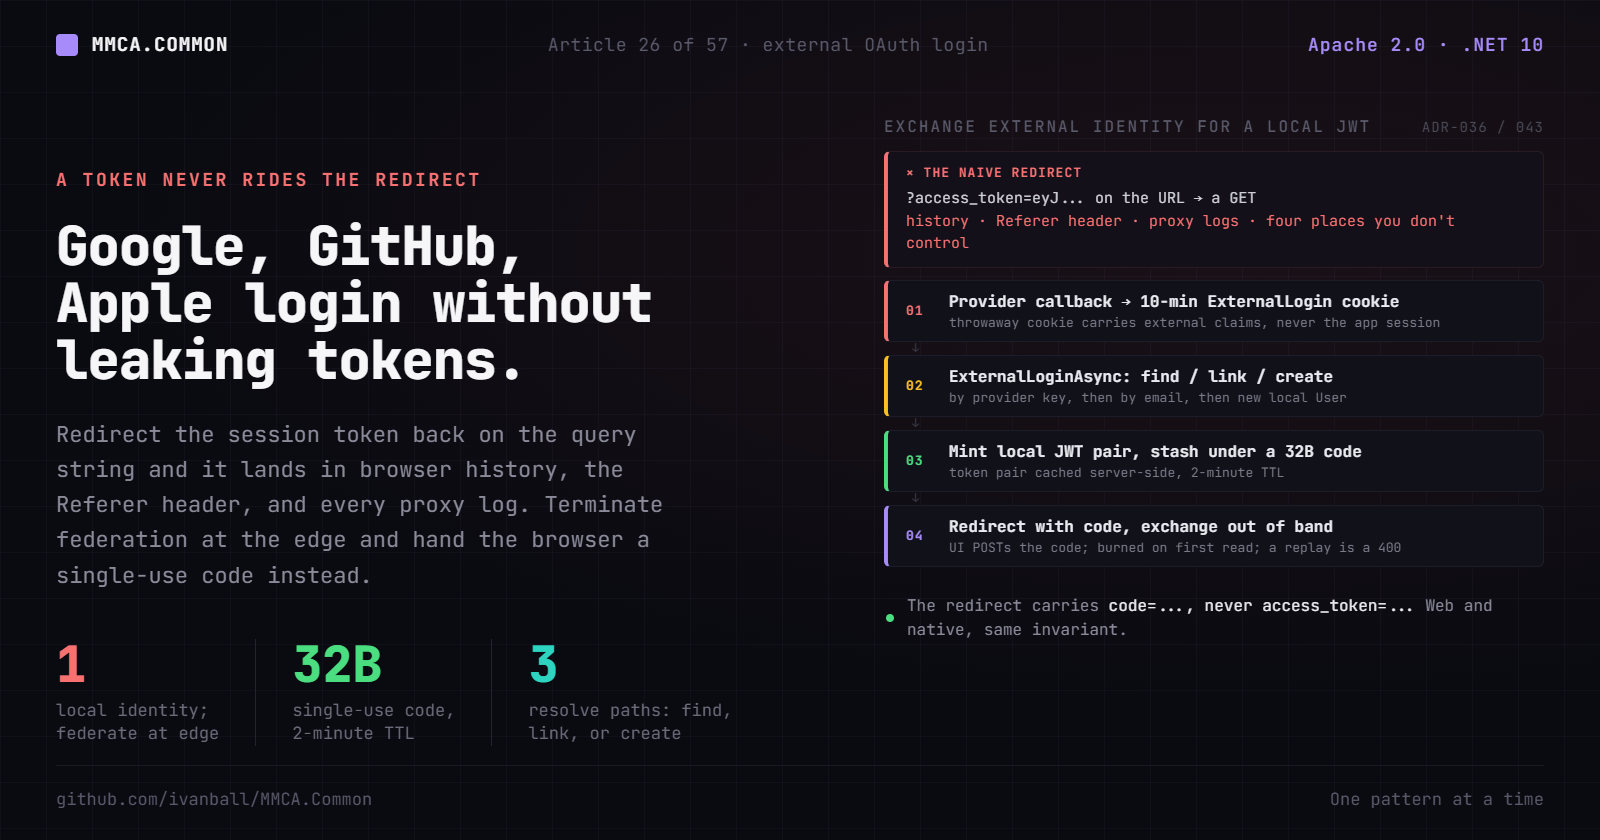 MMCA.COMMON
Article 26 of 57 · external OAuth login
Apache 2.0 · .NET 10
A TOKEN NEVER RIDES THE REDIRECT
Google, GitHub,
Apple login without
leaking tokens.
Redirect the session token back on the query
string and it lands in browser history, the
Referer header, and every proxy log. Terminate
federation at the edge and hand the browser a
single-use code instead.
1
local identity;
federate at edge
32B
single-use code,
2-minute TTL
3
resolve paths: find,
link, or create
EXCHANGE EXTERNAL IDENTITY FOR A LOCAL JWT
ADR-036 / 043
× THE NAIVE REDIRECT
?access_token=eyJ... on the URL → a GET
history · Referer header · proxy logs · four places you don't
control
01
Provider callback → 10-min ExternalLogin cookie
throwaway cookie carries external claims, never the app session
↓
02
ExternalLoginAsync: find / link / create
by provider key, then by email, then new local User
↓
03
Mint local JWT pair, stash under a 32B code
token pair cached server-side, 2-minute TTL
↓
04
Redirect with code, exchange out of band
UI POSTs the code; burned on first read; a replay is a 400
The redirect carries code=..., never access_token=... Web and
native, same invariant.
github.com/ivanball/MMCA.Common
One pattern at a time